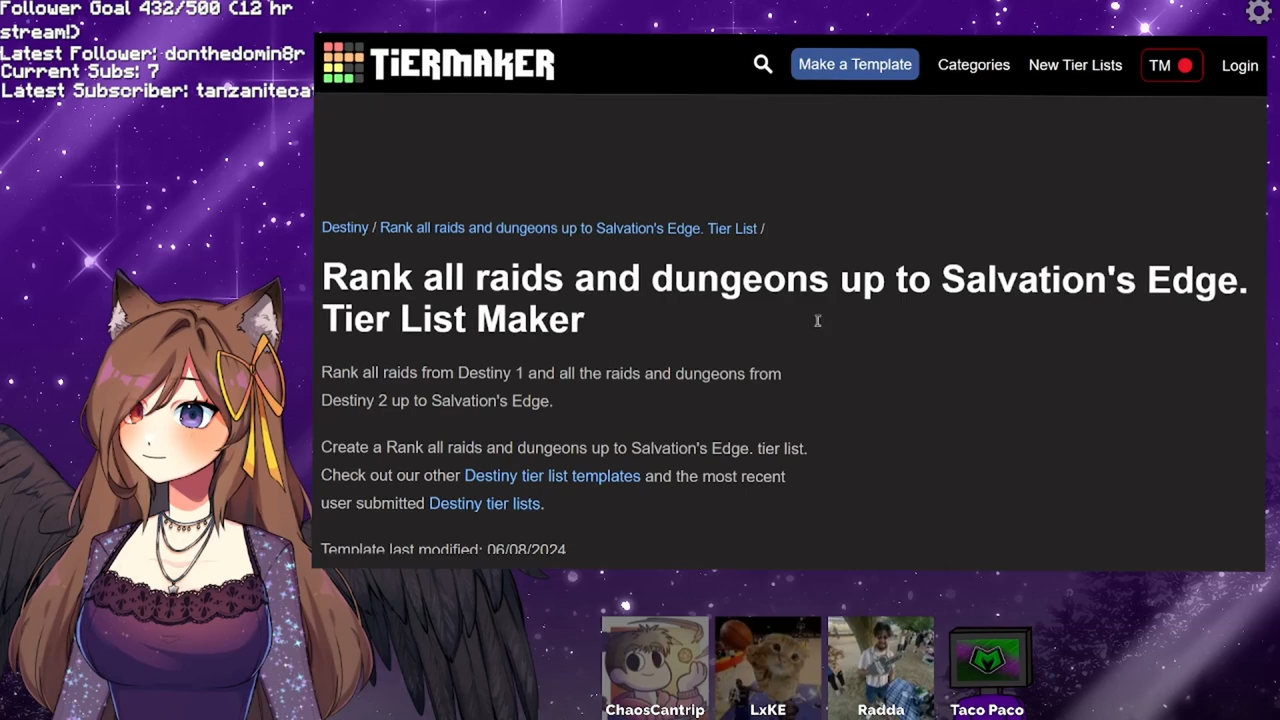 Follower Goal 432/500 (12 hr
stream!)
Latest Follower: donthedomin8r
Current Subs: 7
Latest Subscriber: tanzaniteca
TiERMAKER
Make a Template
Categories
New Tier Lists
TM
Login
Destiny / Rank all raids and dungeons up to Salvation's Edge. Tier List /
Rank all raids and dungeons up to Salvation's Edge.
Tier List Maker
Rank all raids from Destiny 1 and all the raids and dungeons from
Destiny 2 up to Salvation's Edge.
Create a Rank all raids and dungeons up to Salvation's Edge. tier list.
Check out our other Destiny tier list templates and the most recent
user submitted Destiny tier lists.
Template last modified: 06/08/2024
ChaosCantrip
LxKE
Radda
Taco Paco